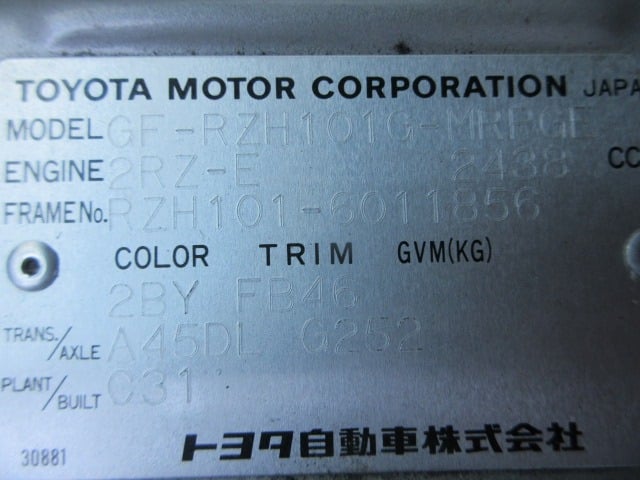 TOYOTA MOTOR CORPORATION JAPA
MODEL GF-RZH101G-MRPGE
ENGINE 2RZ-E 2438 CC
FRAME No. RZH101-6011856
COLOR TRIM GVM(KG)
2BY FB46
TRANS./AXLE A45DL G252
PLANT/BUILT C31
30881 トヨタ自動車株式会社